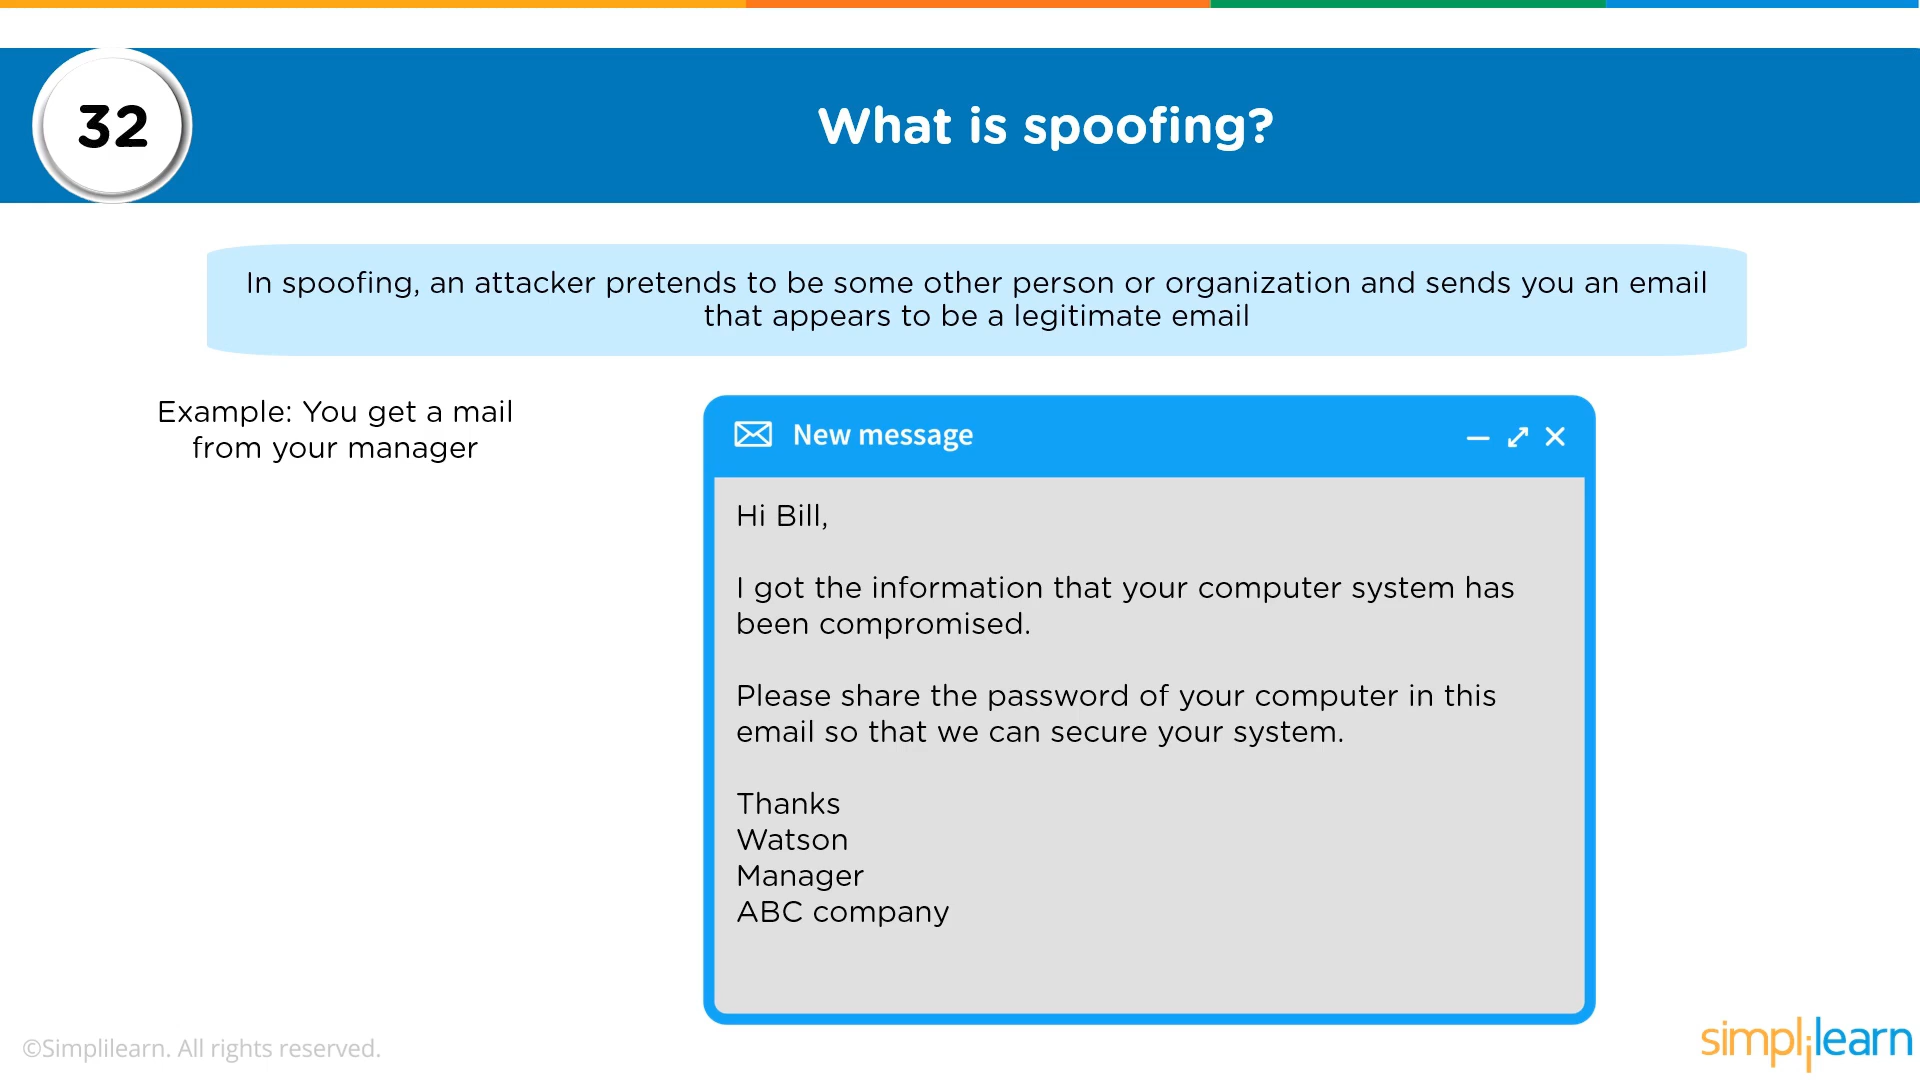 32
What is spoofing?
In spoofing, an attacker pretends to be some other person or organization and sends you an email
that appears to be a legitimate email
Example: You get a mail
from your manager
New message
Hi Bill,
I got the information that your computer system has
been compromised.
Please share the password of your computer in this
email so that we can secure your system.
Thanks
Watson
Manager
ABC company
©Simplilearn. All rights reserved.
simplilearn